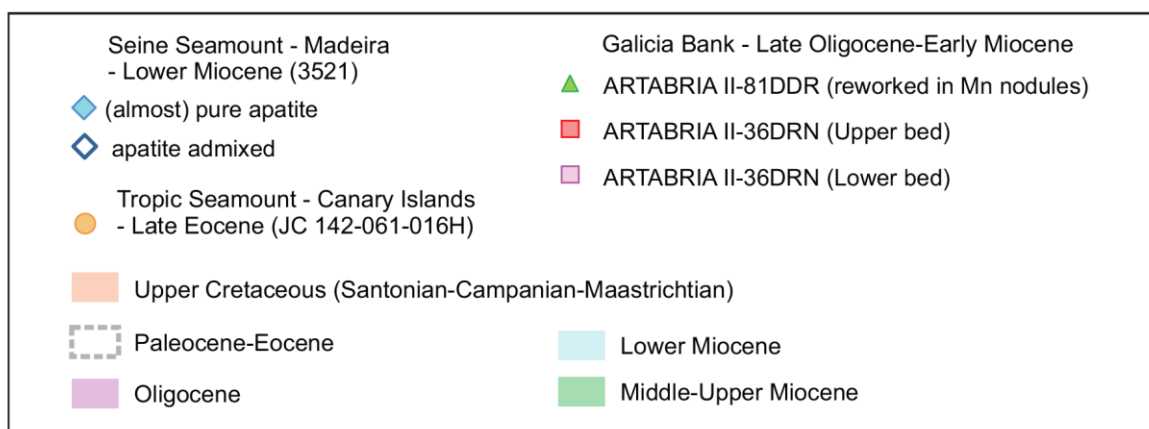 Seine Seamount - Madeira
- Lower Miocene (3521)
(almost) pure apatite
apatite admixed
Tropic Seamount - Canary Islands
- Late Eocene (JC 142-061-016H)
Galicia Bank - Late Oligocene-Early Miocene
ARTABRIA II-81DDR (reworked in Mn nodules)
ARTABRIA II-36DRN (Upper bed)
ARTABRIA II-36DRN (Lower bed)
Upper Cretaceous (Santonian-Campanian-Maastrichtian)
Paleocene-Eocene
Oligocene
Lower Miocene
Middle-Upper Miocene